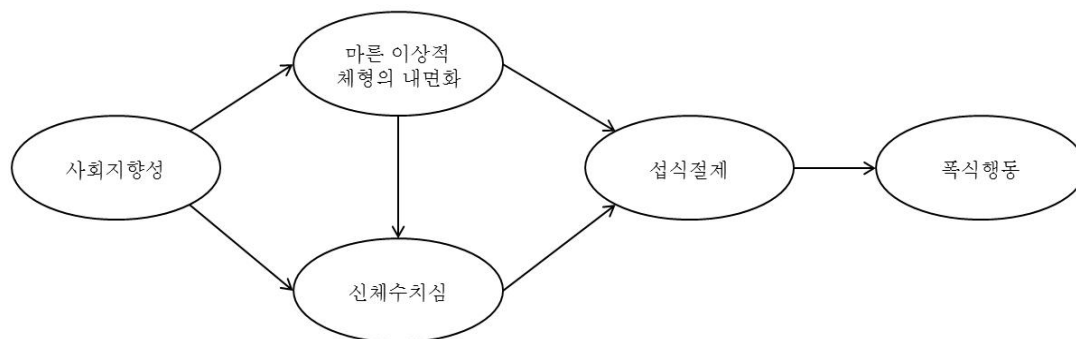 마른 이상적
체형의 내면화
사회지향성
섭식절제
폭식행동
신체수치심